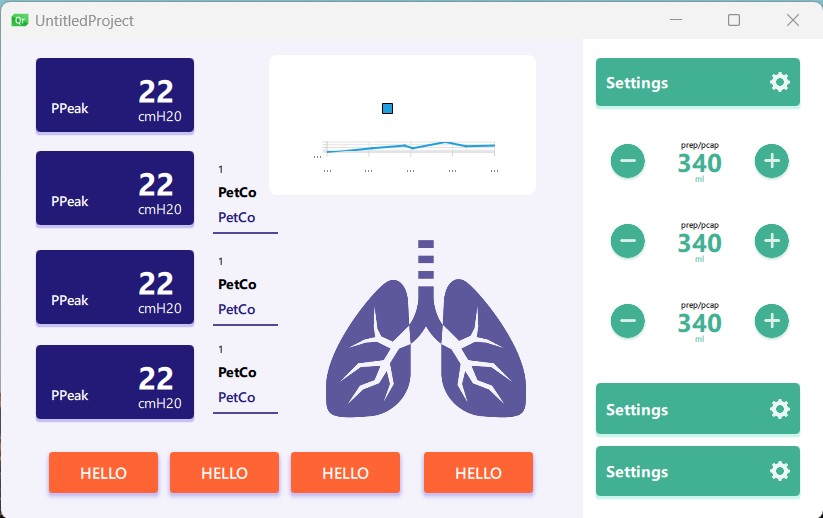 Qt UntitledProject
PPeak 22
cmH20
PPeak 22
cmH20
PPeak 22
cmH20
PPeak 22
cmH20
1
PetCo
PetCo
1
PetCo
PetCo
1
PetCo
PetCo
...
... ... ... ... ...
HELLO HELLO HELLO HELLO
Settings
prep/pcap
340
ml
prep/pcap
340
ml
prep/pcap
340
ml
Settings
Settings